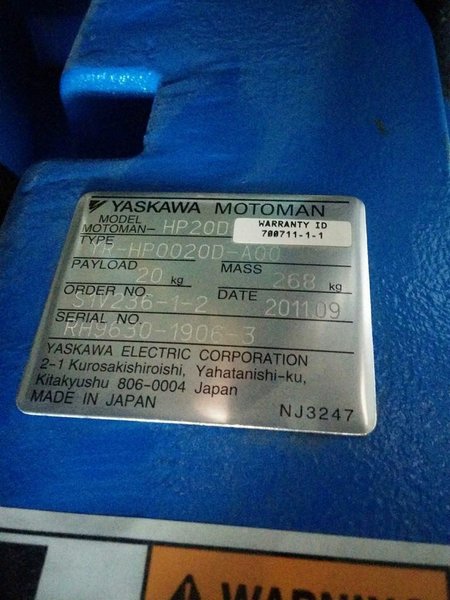 YASKAWA MOTOMAN
MODEL
MOTOMAN- HP20D
WARRANTY ID
700711-1-1
TYPE
YR-HP0020D-A00
PAYLOAD 20 kg MASS 268 kg
ORDER NO. S1V236-1-2 DATE 2011.09
SERIAL NO.
RH9630-1906-3
YASKAWA ELECTRIC CORPORATION
2-1 Kurosakishiroishi, Yahatanishi-ku,
Kitakyushu 806-0004 Japan
MADE IN JAPAN NJ3247
WARNING